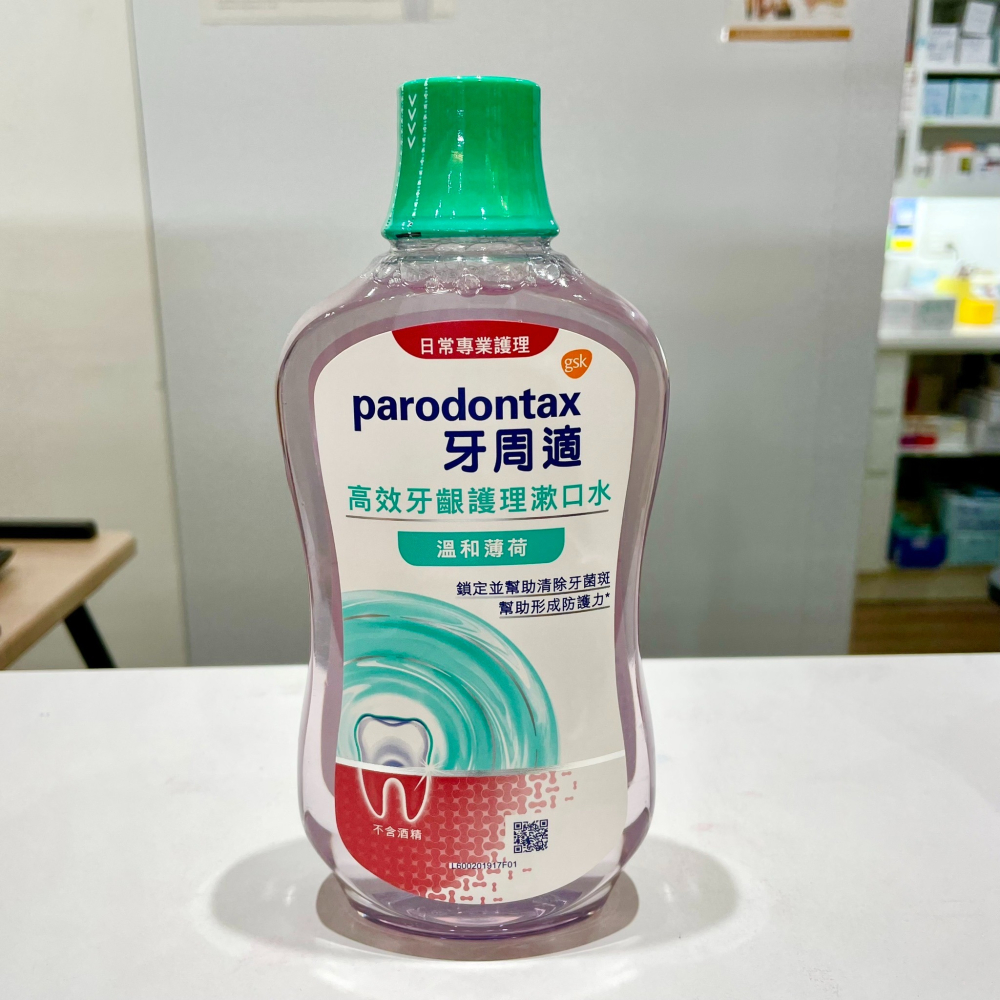 日常專業護理
gsk
parodontax
牙周適
高效牙齦護理漱口水
溫和薄荷
鎖定並幫助清除牙菌斑
幫助形成防護力*
不含酒精
L600201917F01